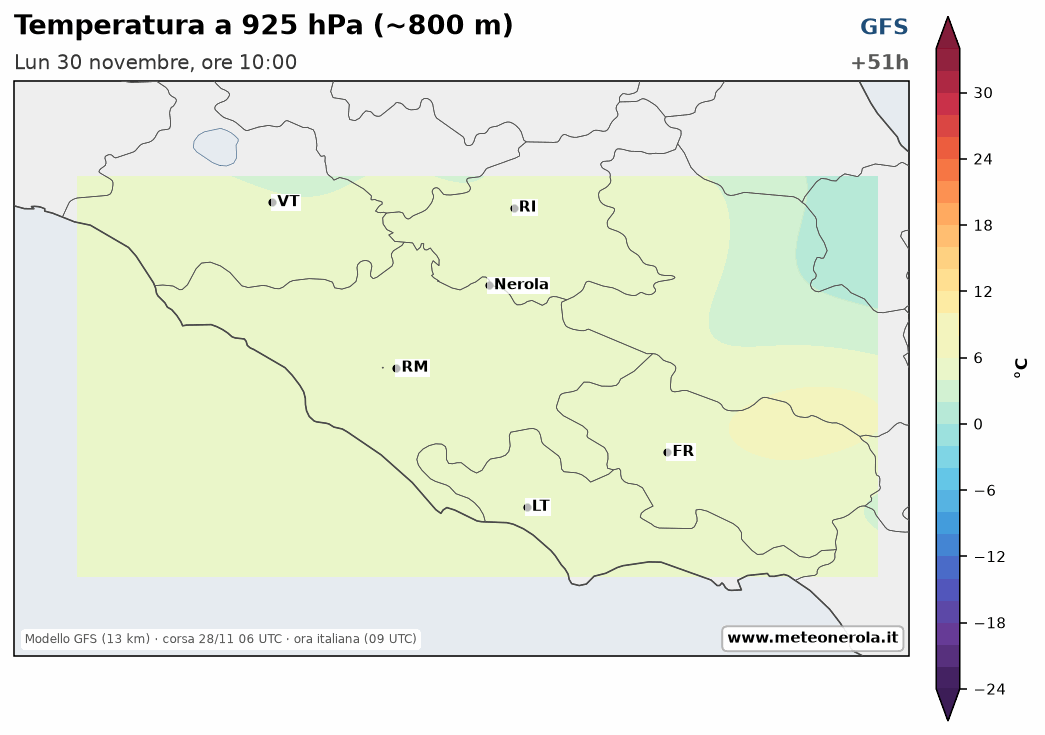 Temperatura a 925 hPa (~800 m)
GFS
Lun 30 novembre, ore 10:00
+51h
VT
RI
Nerola
RM
FR
LT
30
24
18
12
6
0
−6
−12
−18
−24
°C
Modello GFS (13 km) · corsa 28/11 06 UTC · ora italiana (09 UTC)
www.meteonerola.it